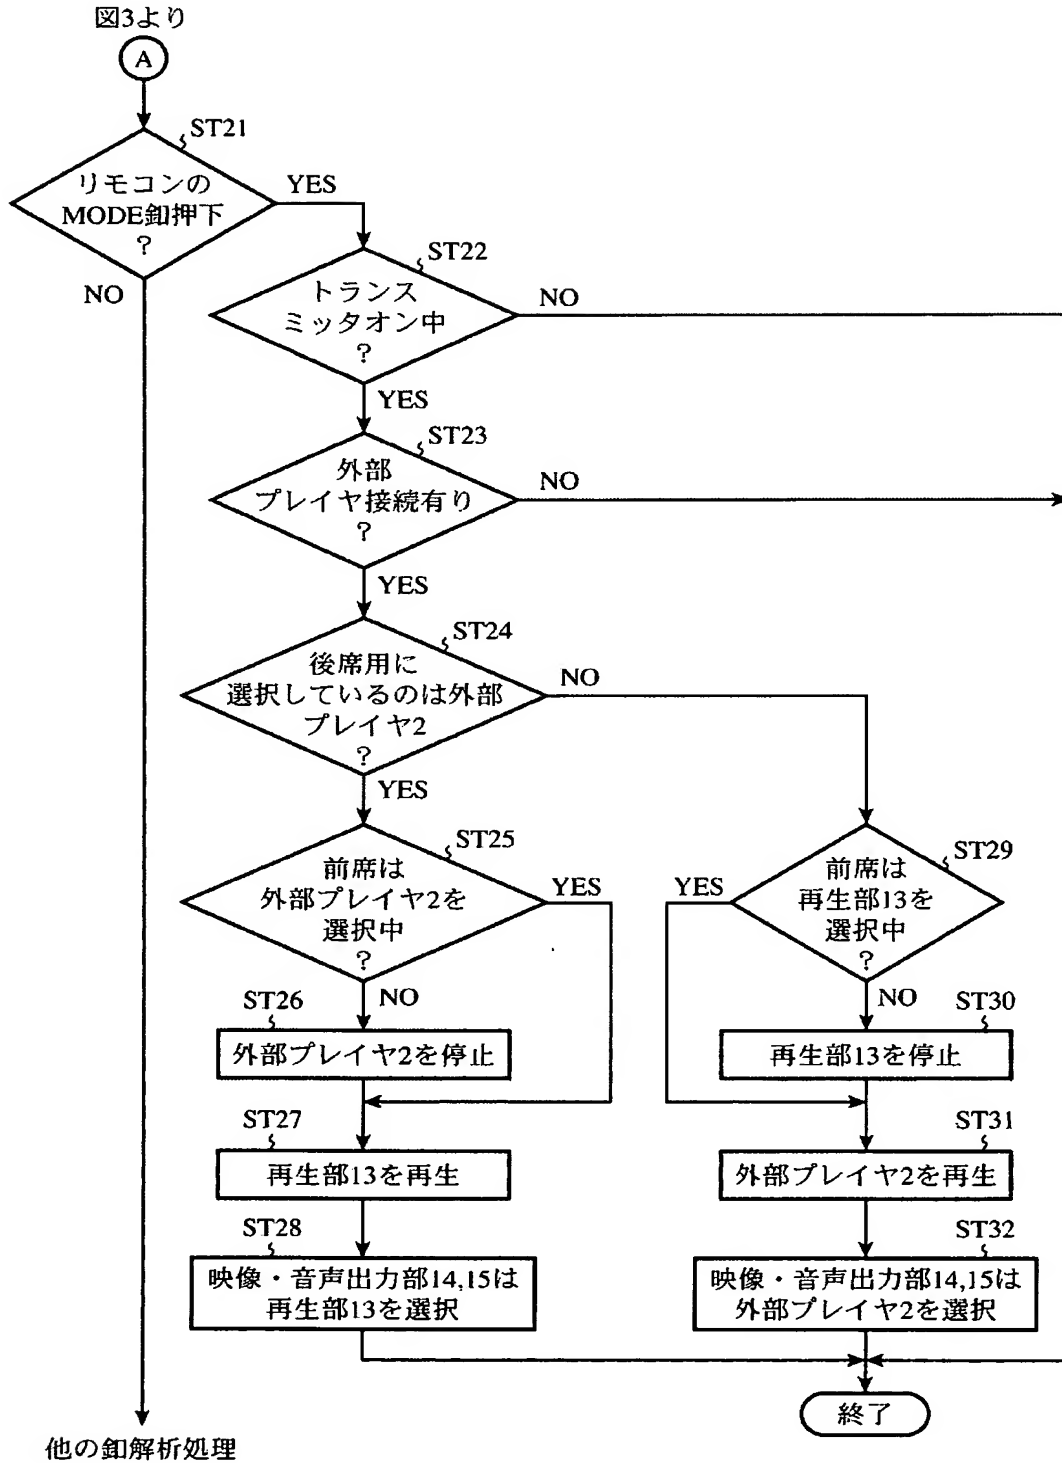 図3より
A
ST21
リモコンの
MODE釦押下
?
YES
NO
ST22
トランス
ミッタオン中
?
NO
YES
ST23
外部
プレイヤ接続有り
?
NO
YES
ST24
後席用に
選択しているのは外部
プレイヤ2
?
NO
YES
ST25
前席は
外部プレイヤ2を
選択中
?
YES
NO
ST29
前席は
再生部13を
選択中
?
YES
NO
ST26
外部プレイヤ2を停止
ST30
再生部13を停止
ST27
再生部13を再生
ST31
外部プレイヤ2を再生
ST28
映像・音声出力部14,15は
再生部13を選択
ST32
映像・音声出力部14,15は
外部プレイヤ2を選択
終了
他の釦解析処理